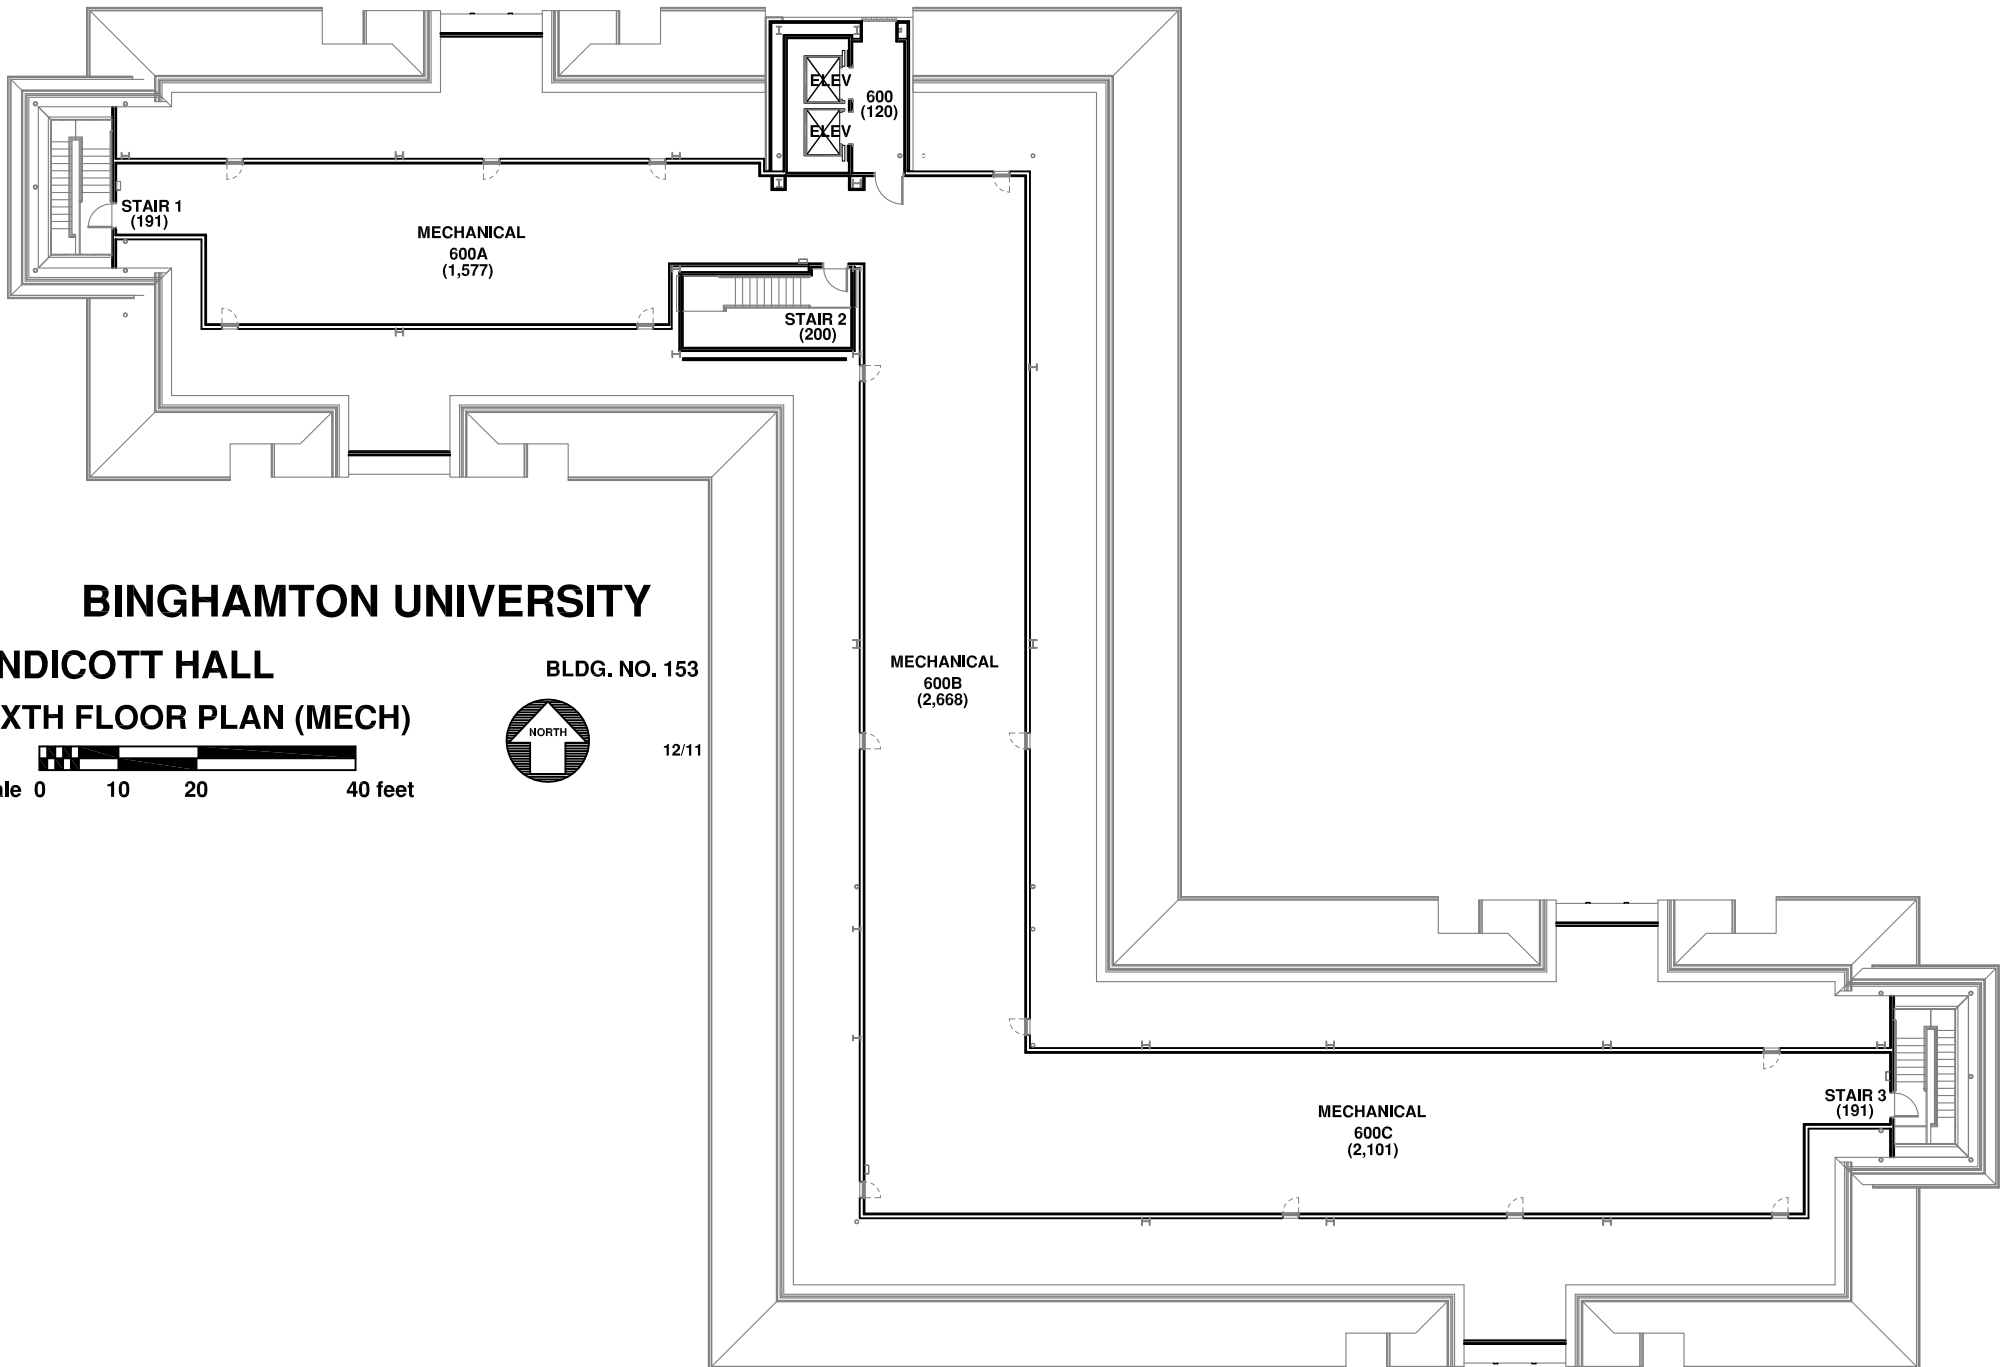 ELEV
600
(120)
ELEV
STAIR 1
(191)
MECHANICAL
600A
(1,577)
STAIR 2
(200)
BINGHAMTON UNIVERSITY
NDICOTT HALL
BLDG. NO. 153
XTH FLOOR PLAN (MECH)
NORTH
12/11
ale 0 10 20 40 feet
MECHANICAL
600B
(2,668)
STAIR 3
(191)
MECHANICAL
600C
(2,101)